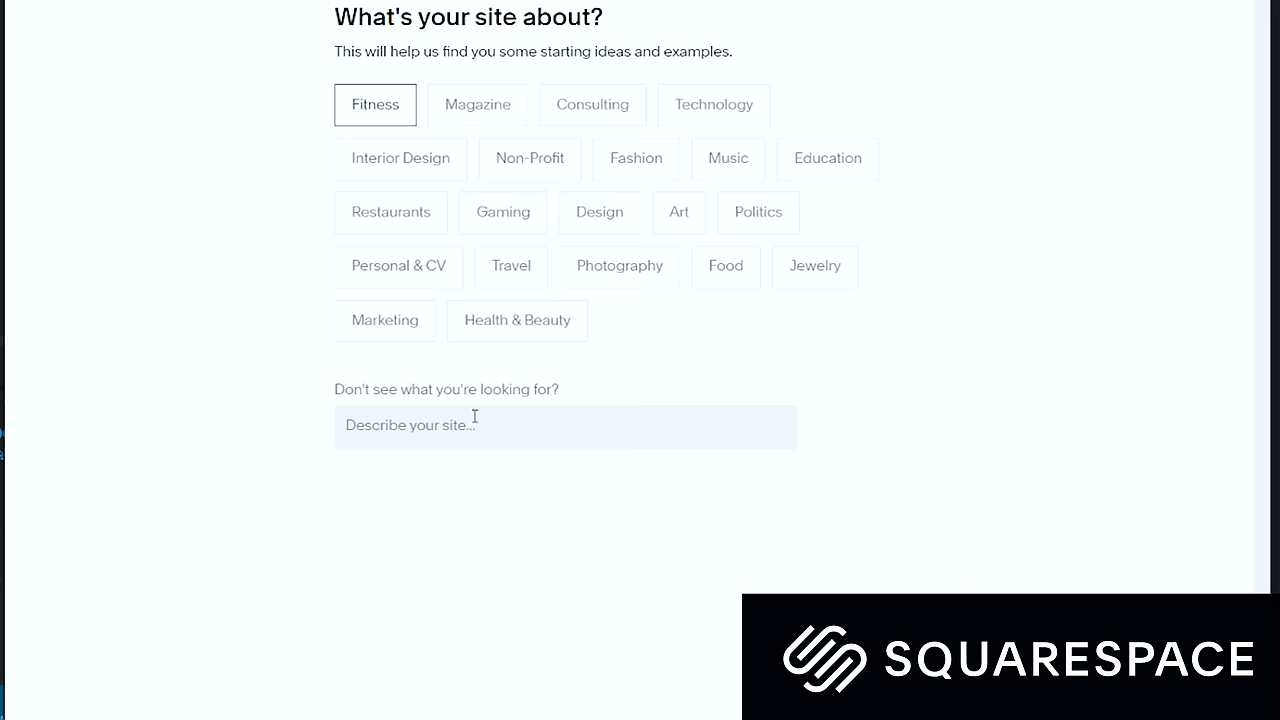 What's your site about?
This will help us find you some starting ideas and examples.
Fitness Magazine Consulting Technology
Interior Design Non-Profit Fashion Music Education
Restaurants Gaming Design Art Politics
Personal & CV Travel Photography Food Jewelry
Marketing Health & Beauty
Don't see what you're looking for?
Describe your site...
SQUARESPACE